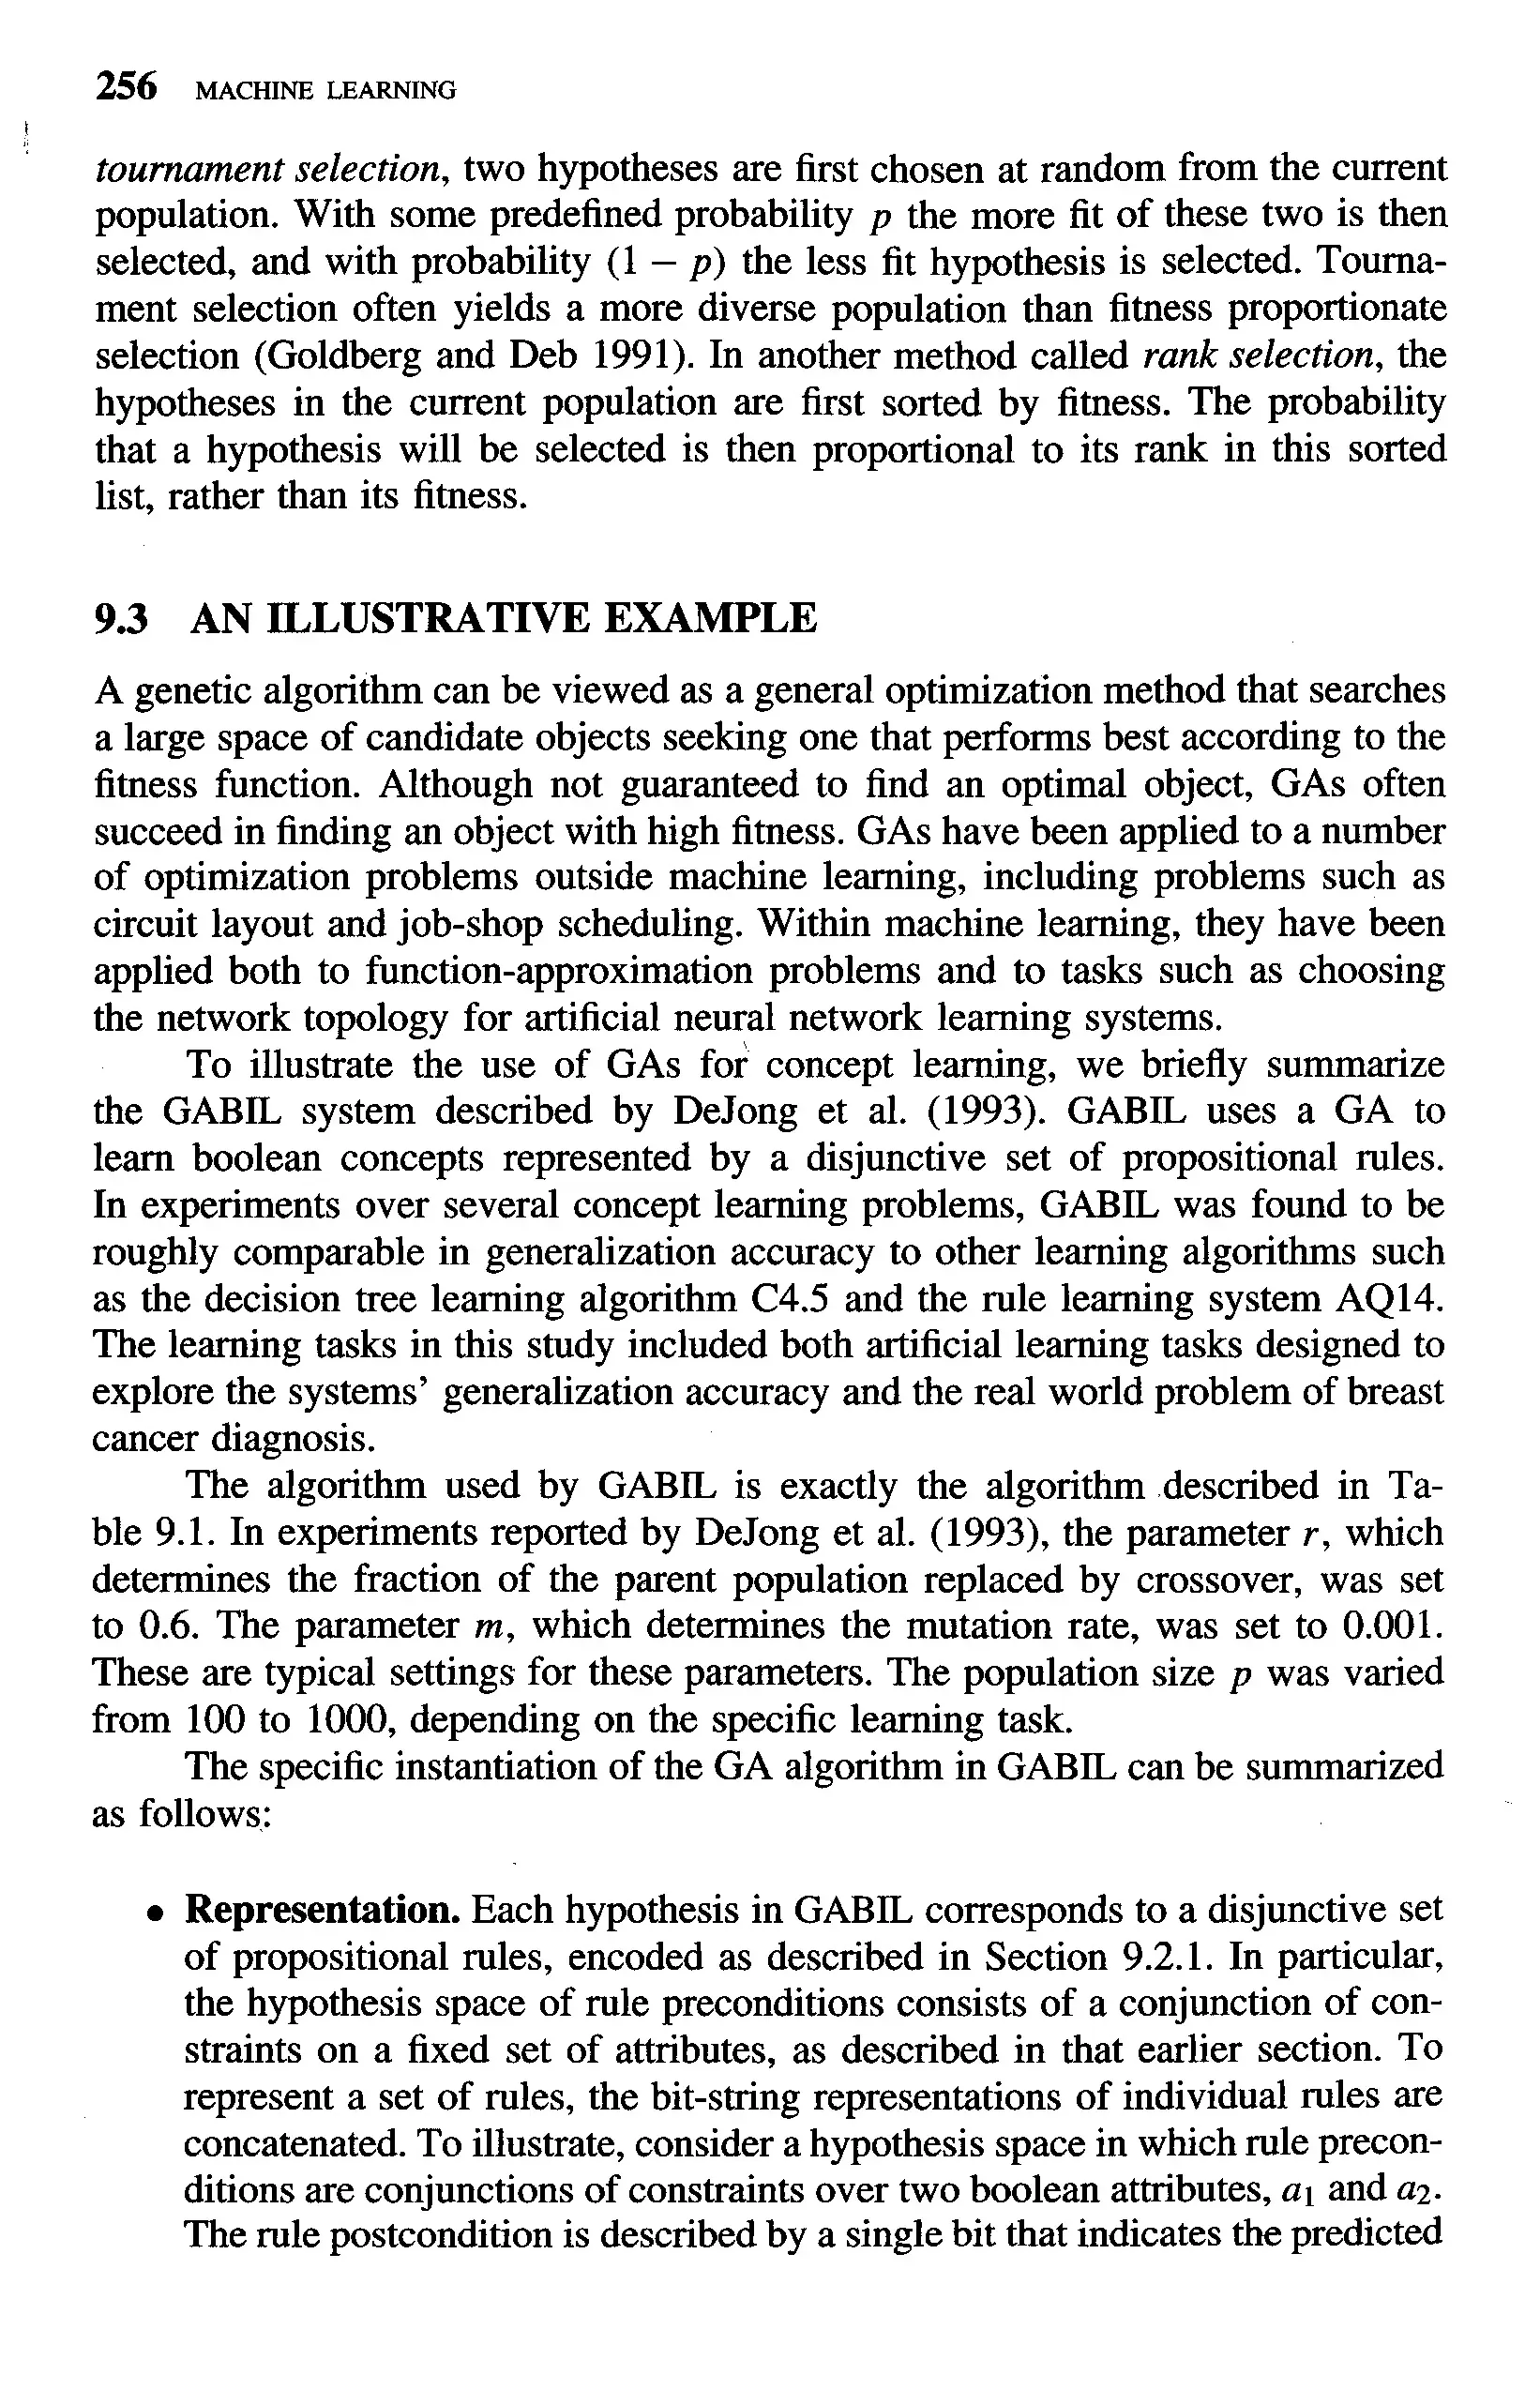 256 MACHINE LEARNING
tournament selection, two hypotheses are first chosen at random from the current
population. With some predefined probability p the more fit of these two is then
selected, and with probability (1 − p) the less fit hypothesis is selected. Tourna-
ment selection often yields a more diverse population than fitness proportionate
selection (Goldberg and Deb 1991). In another method called rank selection, the
hypotheses in the current population are first sorted by fitness. The probability
that a hypothesis will be selected is then proportional to its rank in this sorted
list, rather than its fitness.
9.3 AN ILLUSTRATIVE EXAMPLE
A genetic algorithm can be viewed as a general optimization method that searches
a large space of candidate objects seeking one that performs best according to the
fitness function. Although not guaranteed to find an optimal object, GAs often
succeed in finding an object with high fitness. GAs have been applied to a number
of optimization problems outside machine learning, including problems such as
circuit layout and job-shop scheduling. Within machine learning, they have been
applied both to function-approximation problems and to tasks such as choosing
the network topology for artificial neural network learning systems.
To illustrate the use of GAs for concept learning, we briefly summarize
the GABIL system described by DeJong et al. (1993). GABIL uses a GA to
learn boolean concepts represented by a disjunctive set of propositional rules.
In experiments over several concept learning problems, GABIL was found to be
roughly comparable in generalization accuracy to other learning algorithms such
as the decision tree learning algorithm C4.5 and the rule learning system AQ14.
The learning tasks in this study included both artificial learning tasks designed to
explore the systems' generalization accuracy and the real world problem of breast
cancer diagnosis.
The algorithm used by GABIL is exactly the algorithm described in Ta-
ble 9.1. In experiments reported by DeJong et al. (1993), the parameter r, which
determines the fraction of the parent population replaced by crossover, was set
to 0.6. The parameter m, which determines the mutation rate, was set to 0.001.
These are typical settings for these parameters. The population size p was varied
from 100 to 1000, depending on the specific learning task.
The specific instantiation of the GA algorithm in GABIL can be summarized
as follows:
• Representation. Each hypothesis in GABIL corresponds to a disjunctive set
of propositional rules, encoded as described in Section 9.2.1. In particular,
the hypothesis space of rule preconditions consists of a conjunction of con-
straints on a fixed set of attributes, as described in that earlier section. To
represent a set of rules, the bit-string representations of individual rules are
concatenated. To illustrate, consider a hypothesis space in which rule precon-
ditions are conjunctions of constraints over two boolean attributes, a₁ and a₂.
The rule postcondition is described by a single bit that indicates the predicted